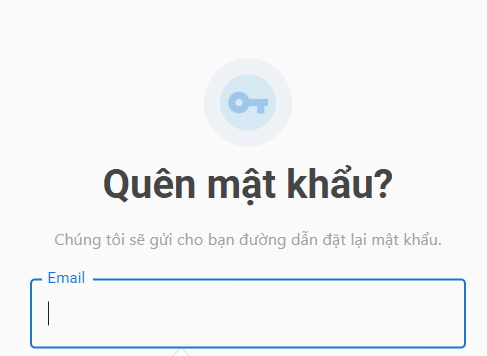 Quên mật khẩu?
Chúng tôi sẽ gửi cho bạn đường dẫn đặt lại mật khẩu.
Email